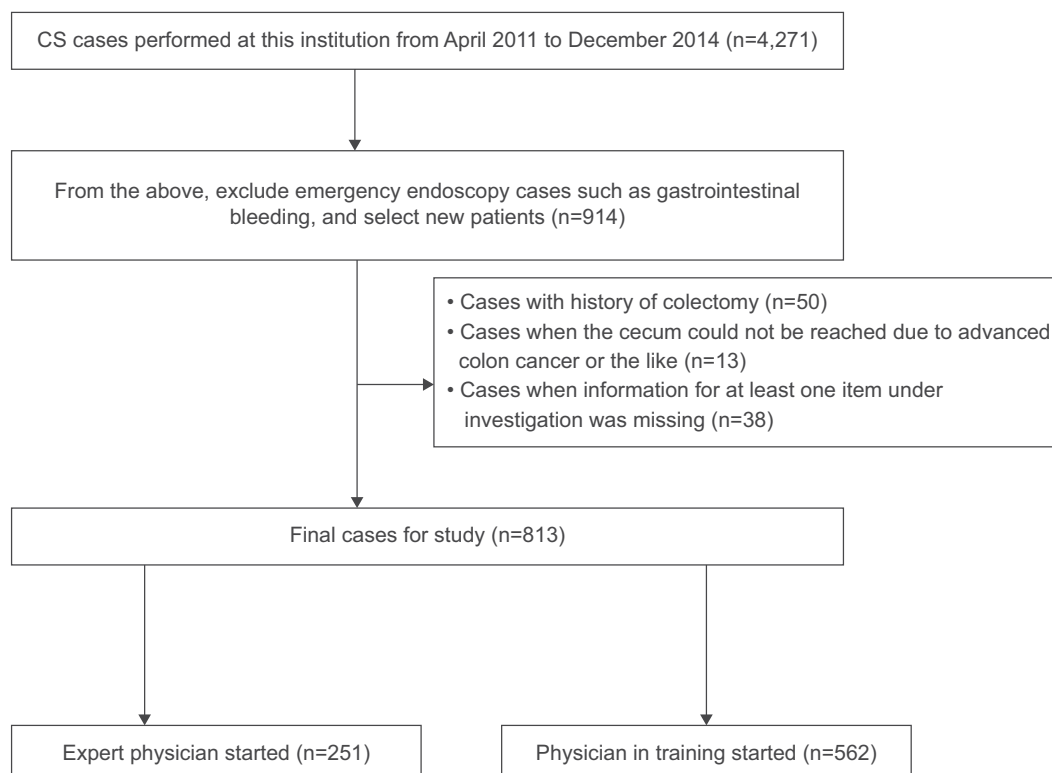 CS cases performed at this institution from April 2011 to December 2014 (n=4,271)
From the above, exclude emergency endoscopy cases such as gastrointestinal
bleeding, and select new patients (n=914)
• Cases with history of colectomy (n=50)
• Cases when the cecum could not be reached due to advanced
colon cancer or the like (n=13)
• Cases when information for at least one item under
investigation was missing (n=38)
Final cases for study (n=813)
Expert physician started (n=251)
Physician in training started (n=562)